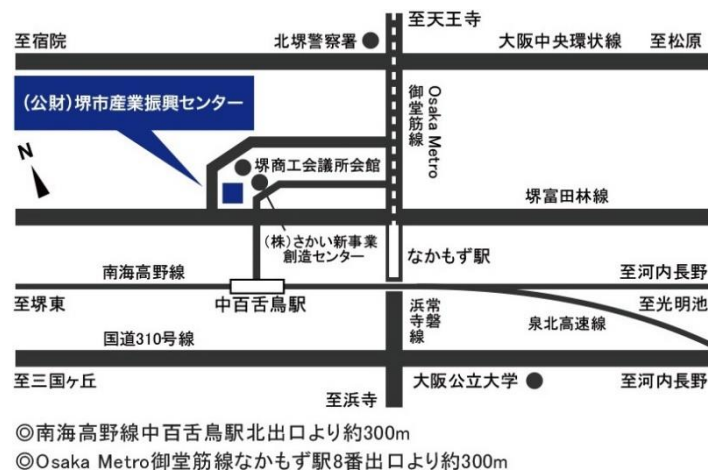 至天王寺
至宿院
北堺警察署
大阪中央環状線
至松原
(公財)堺市産業振興センター
Osaka Metro
御堂筋線
N
堺商工会議所会館
堺富田林線
(株)さかい新事業
創造センター
なかもず駅
南海高野線
至河内長野
至堺東
中百舌鳥駅
常磐
浜寺線
至光明池
泉北高速線
国道310号線
至三国ヶ丘
大阪公立大学
至河内長野
至浜寺
◎南海高野線中百舌鳥駅北出口より約300m
◎Osaka Metro御堂筋線なかもず駅8番出口より約300m